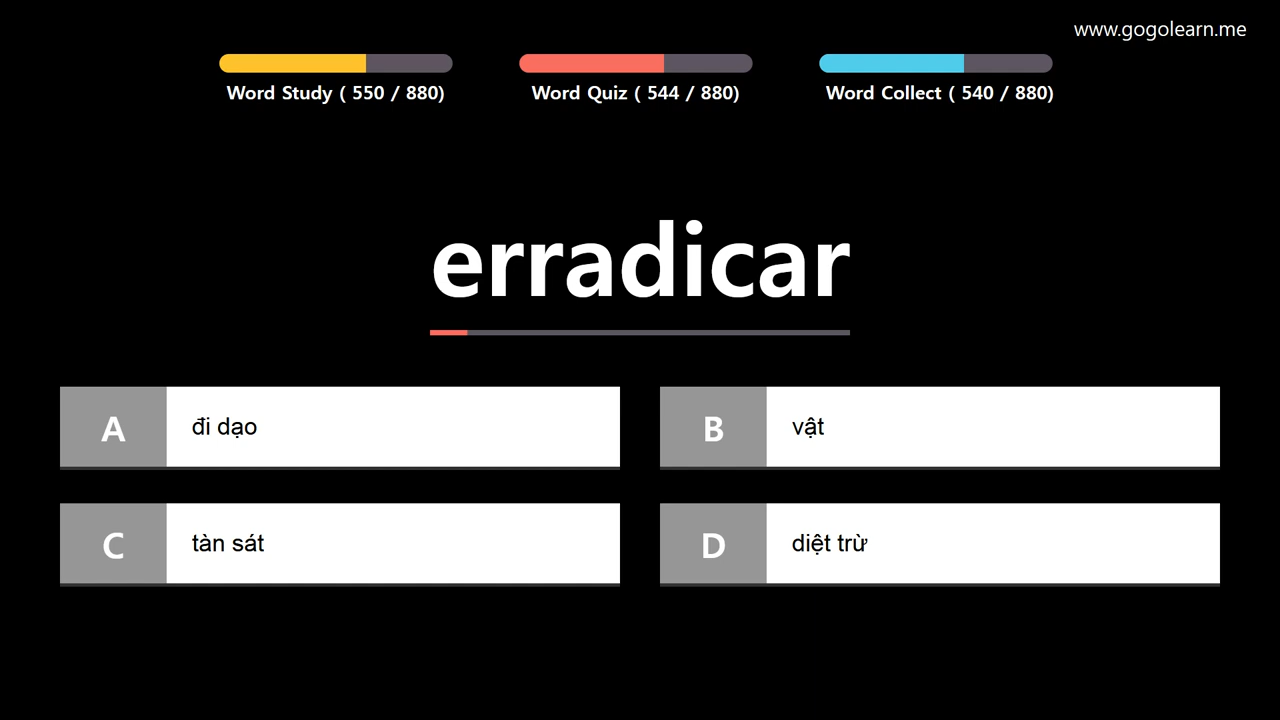 www.gogolearn.me
Word Study ( 550 / 880)
Word Quiz ( 544 / 880)
Word Collect ( 540 / 880)
erradicar
A đi dạo
B vật
C tàn sát
D diệt trừ